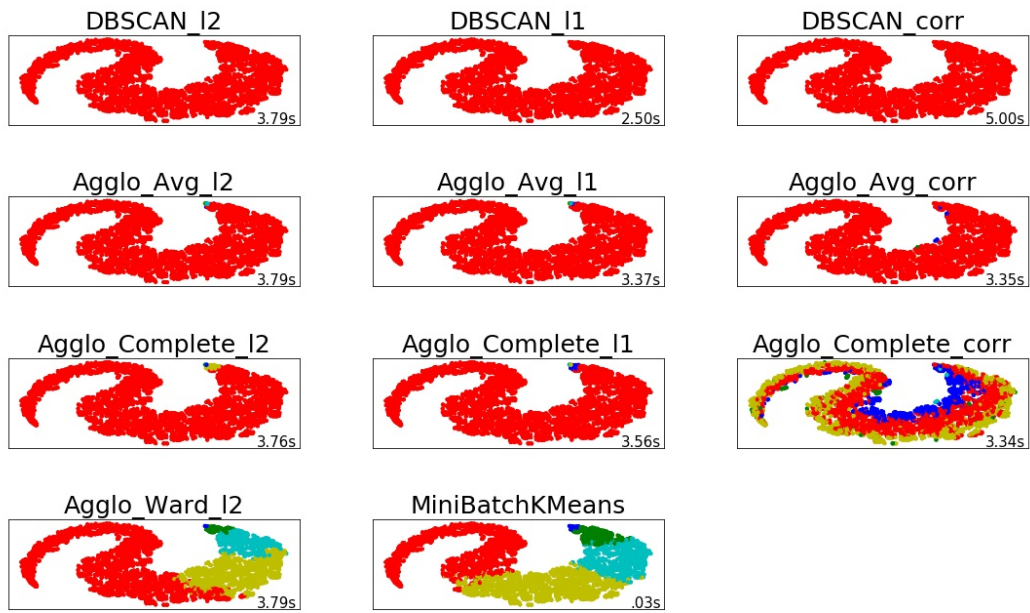 DBSCAN_l2
DBSCAN_l1
DBSCAN_corr
3.79s
2.50s
5.00s
Agglo_Avg_l2
Agglo_Avg_l1
Agglo_Avg_corr
3.79s
3.37s
3.35s
Agglo_Complete_l2
Agglo_Complete_l1
Agglo_Complete_corr
3.76s
3.56s
3.34s
Agglo_Ward_l2
MiniBatchKMeans
3.79s
.03s